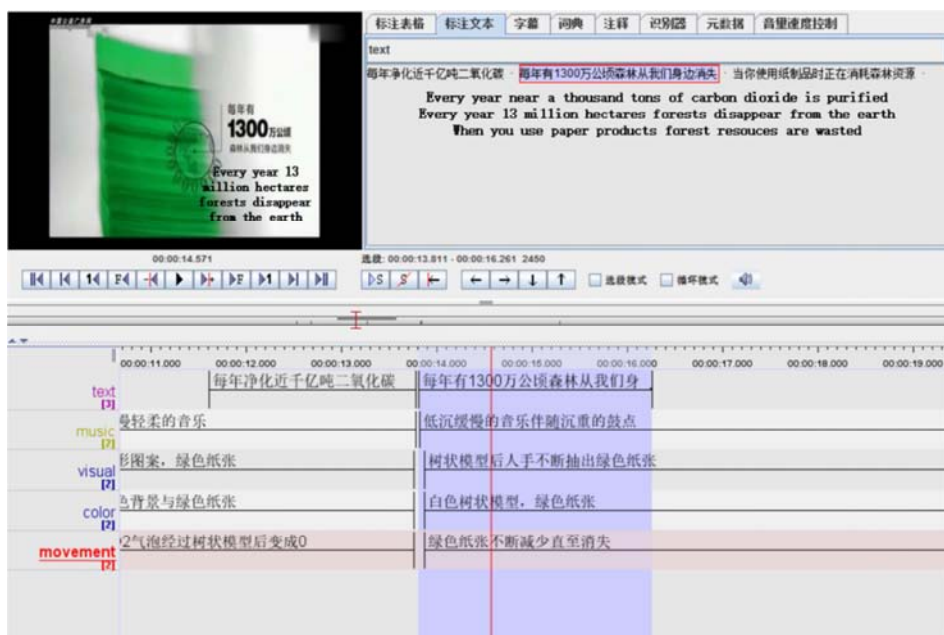 标注表格 标注文本 字幕 词典 注释 识别器 元数据 音量速度控制
text
每年净化近千亿吨二氧化碳 · 每年有1300万公顷森林从我们身边消失 · 当你使用纸制品时正在消耗森林资源 ·
Every year near a thousand tons of carbon dioxide is purified
Every year 13 million hectares forests disappear from the earth
When you use paper products forest resouces are wasted
每年有
1300万公顷
森林从我们身边消失
Every year 13
million hectares
forests disappear
from the earth
00:00:14.571
选段: 00:00:13.811 - 00:00:16.261 2450
1 F F 1 S S
选段模式 循环模式
00:00:11.000 00:00:12.000 00:00:13.000 00:00:14.000 00:00:15.000 00:00:16.000 00:00:17.000 00:00:18.000 00:00:19.000
text 每年净化近千亿吨二氧化碳 每年有1300万公顷森林从我们身
[3]
music 慢轻柔的音乐 低沉缓慢的音乐伴随沉重的鼓点
[2]
visual 形图案，绿色纸张 树状模型后人手不断抽出绿色纸张
[2]
color 色背景与绿色纸张 白色树状模型，绿色纸张
[2]
movement 2气泡经过树状模型后变成0 绿色纸张不断减少直至消失
[2]